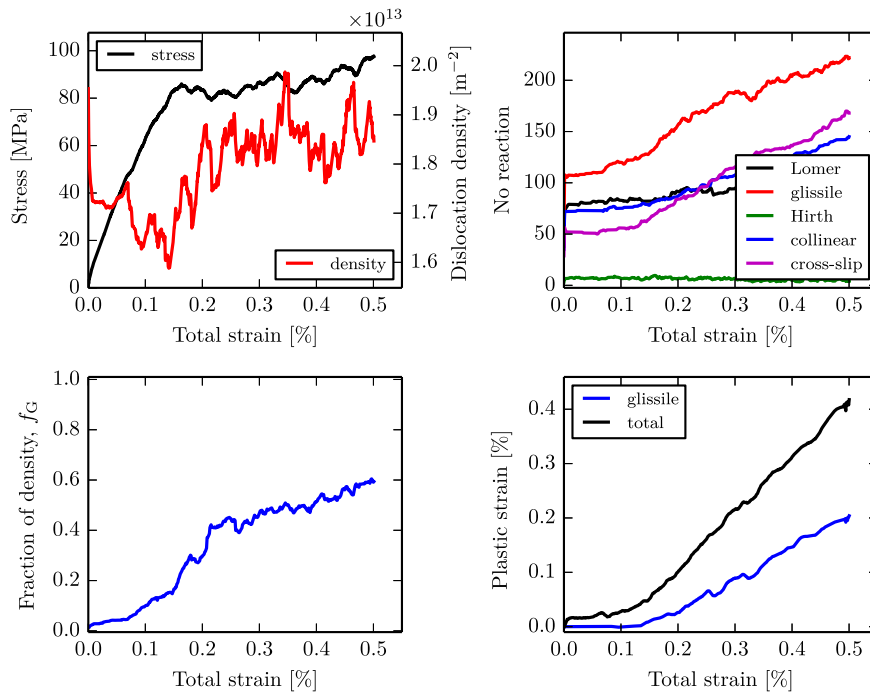 ×10¹³
stress
density
Stress [MPa]
100
80
60
40
20
0
2.0
1.9
1.8
1.7
1.6
Dislocation density [m⁻²]
0.0 0.1 0.2 0.3 0.4 0.5
Total strain [%]
No reaction
200
150
100
50
0
Lomer
glissile
Hirth
collinear
cross-slip
0.0 0.1 0.2 0.3 0.4 0.5
Total strain [%]
Fraction of density, f_G
1.0
0.8
0.6
0.4
0.2
0.0
0.0 0.1 0.2 0.3 0.4 0.5
Total strain [%]
Plastic strain [%]
0.4
0.3
0.2
0.1
0.0
glissile
total
0.0 0.1 0.2 0.3 0.4 0.5
Total strain [%]